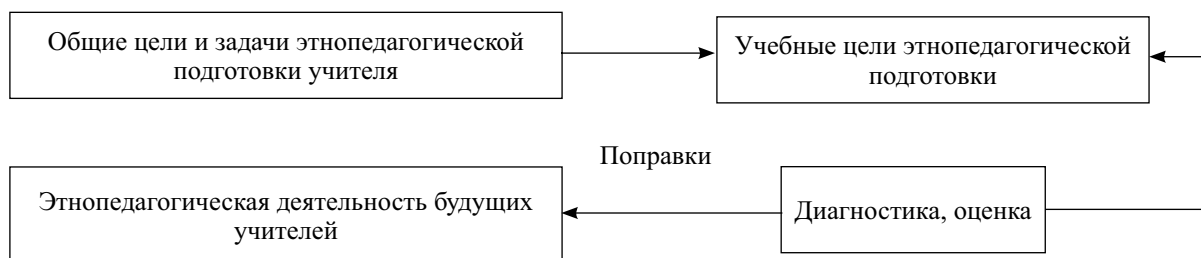 Общие цели и задачи этнопедагогической
подготовки учителя
Учебные цели этнопедагогической
подготовки
Поправки
Этнопедагогическая деятельность будущих
учителей
Диагностика, оценка